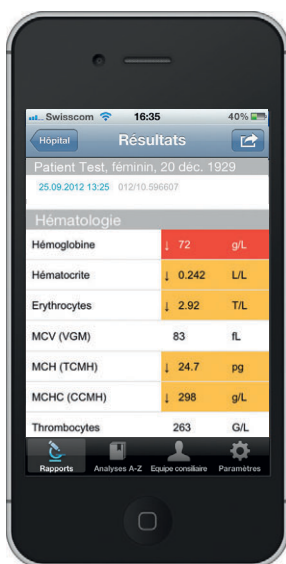 Swisscom 16:35 40%
Hôpital Résultats
Patient Test, féminin, 20 déc. 1929
25.09.2012 13:25 012/10.596607
Hématologie
Hémoglobine ↓ 72 g/L
Hématocrite ↓ 0.242 L/L
Erythrocytes ↓ 2.92 T/L
MCV (VGM) 83 fL
MCH (TCMH) ↓ 24.7 pg
MCHC (CCMH) ↓ 298 g/L
Thrombocytes 263 G/L
Rapports Analyses A-Z Equipe consiliaire Paramètres